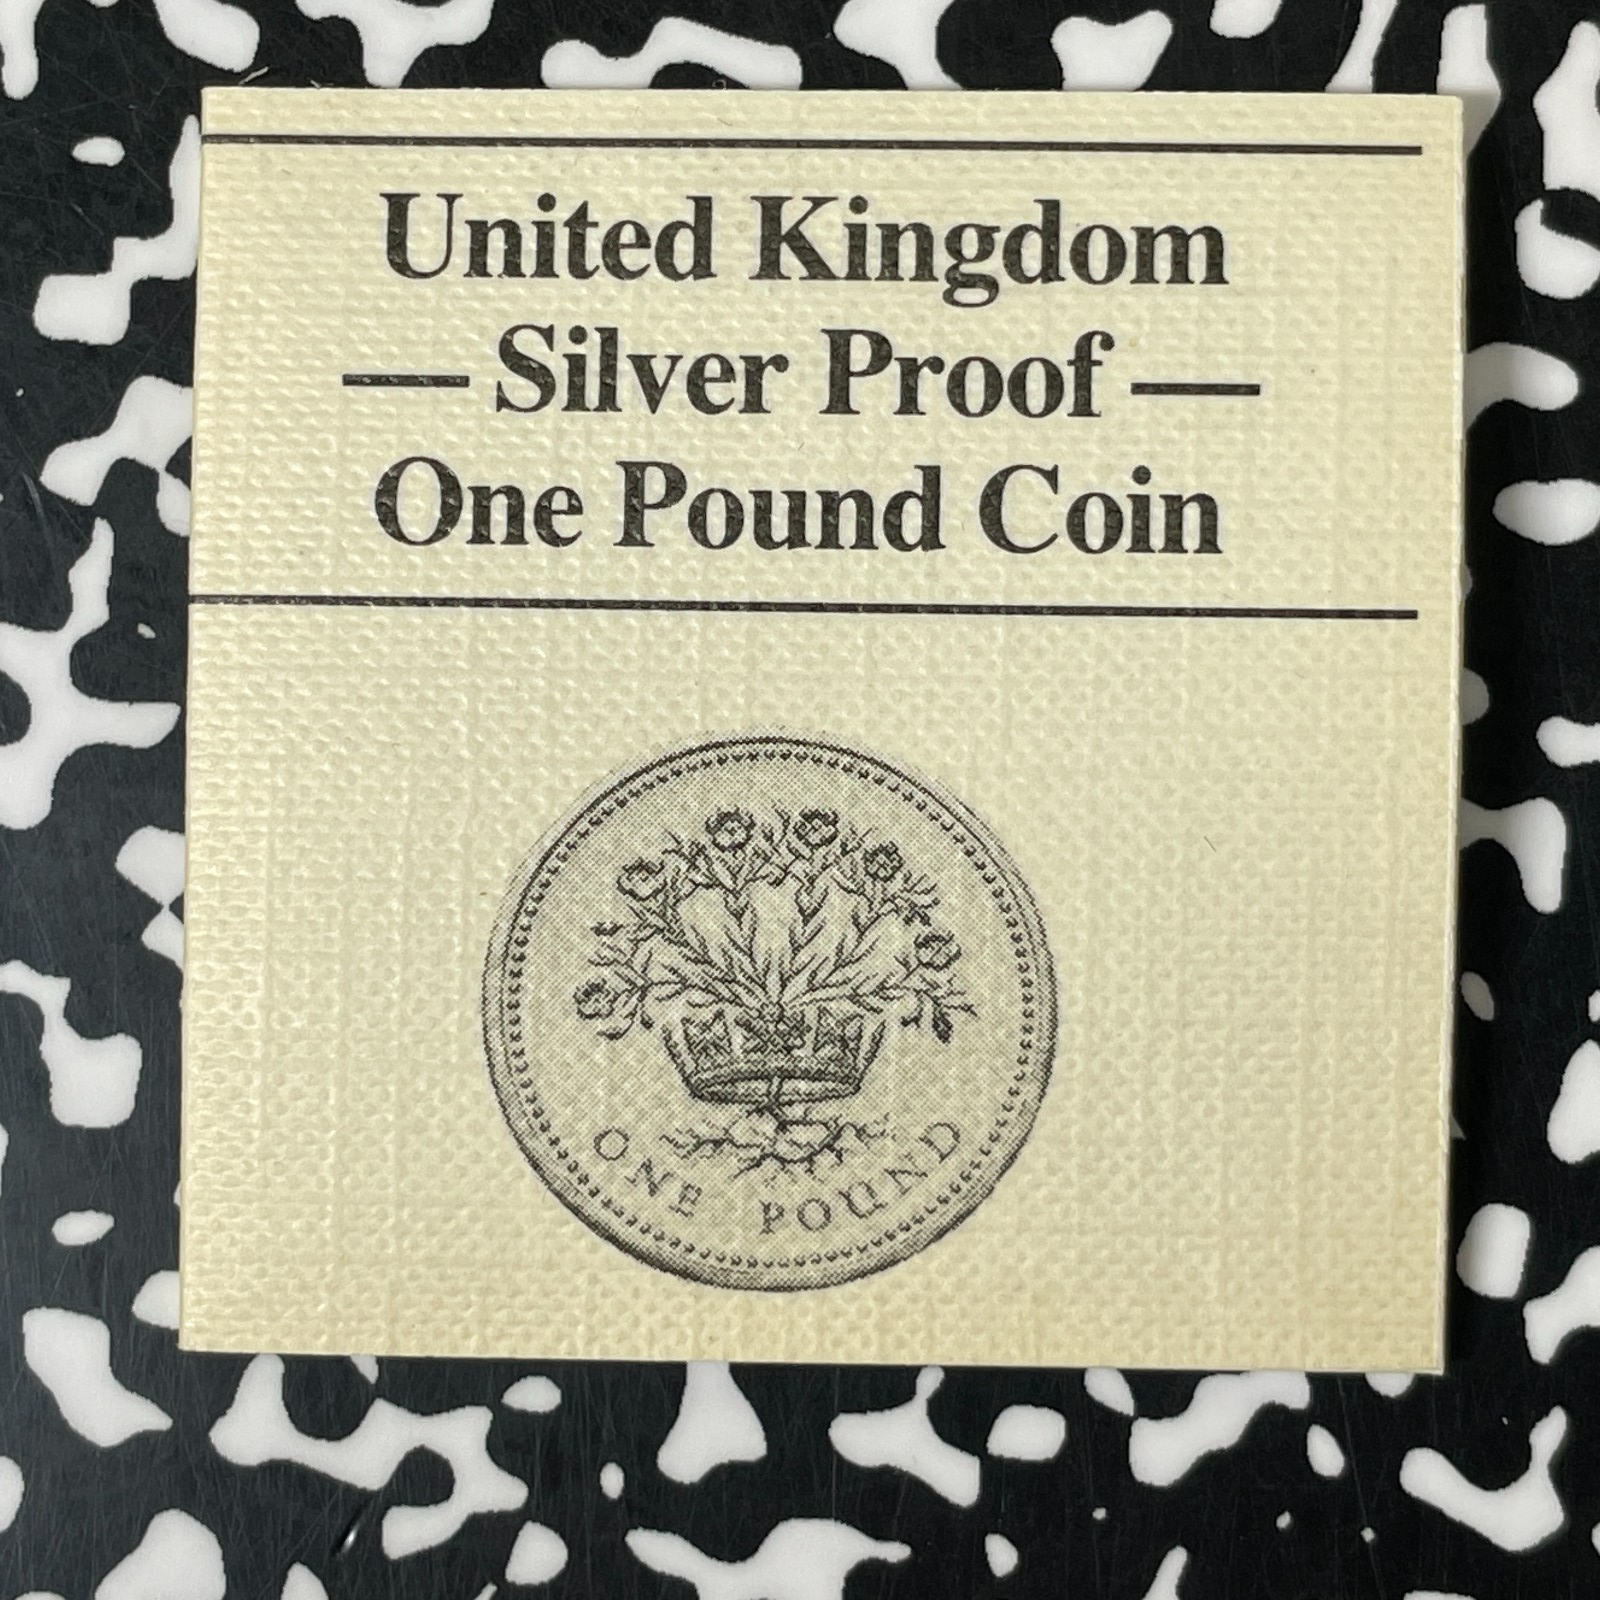 United Kingdom
— Silver Proof —
One Pound Coin
ONE POUND